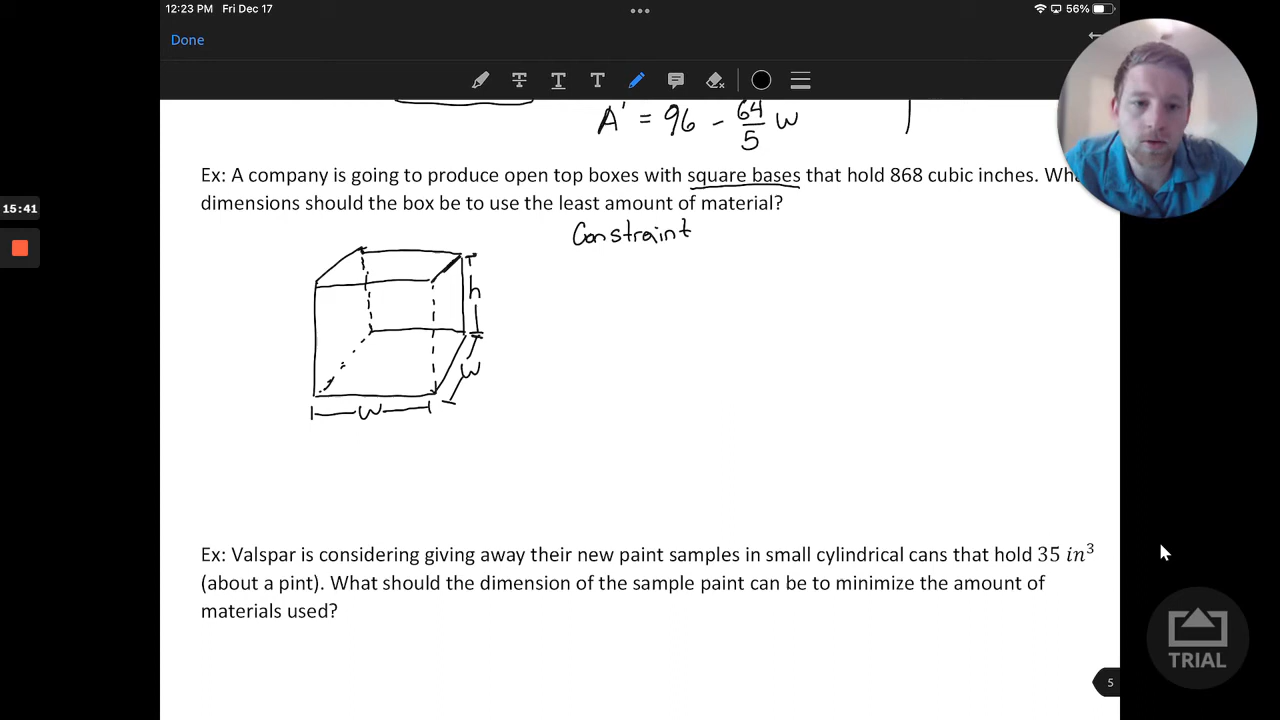 12:23 PM Fri Dec 17
56%
Done
A' = 96 - 64/5 w
Ex: A company is going to produce open top boxes with square bases that hold 868 cubic inches.
dimensions should the box be to use the least amount of material?
15:41
Constraint
h
w
w
Ex: Valspar is considering giving away their new paint samples in small cylindrical cans that hold 35 in³
(about a pint). What should the dimension of the sample paint can be to minimize the amount of
materials used?
TRIAL
5